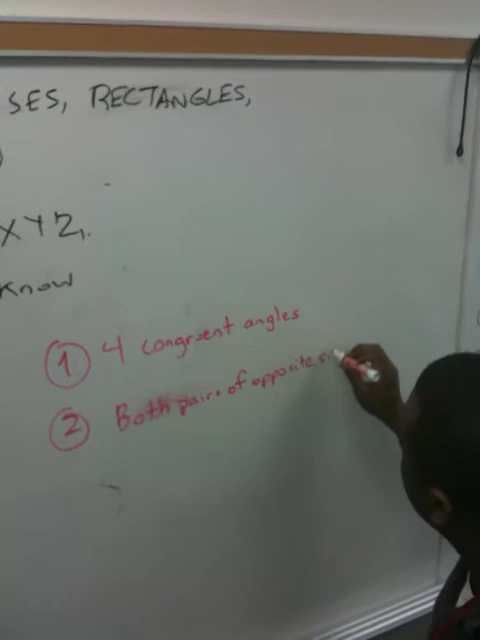 SES, RECTANGLES,
)
XYZ,.
know
① 4 congruent angles
② Both pairs of opposite